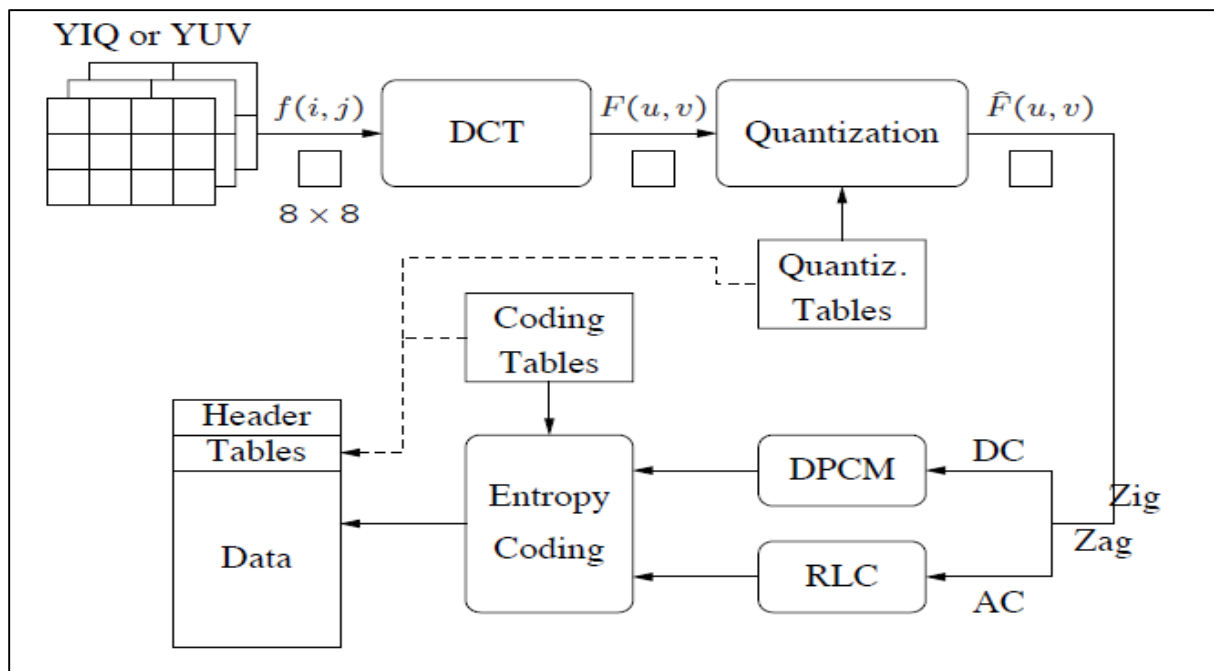 YIQ or YUV
f(i, j)
8 × 8
DCT
F(u, v)
Quantization
F̂(u, v)
Quantiz.
Tables
Coding
Tables
Header
Tables
Data
Entropy
Coding
DPCM
DC
Zig
Zag
RLC
AC